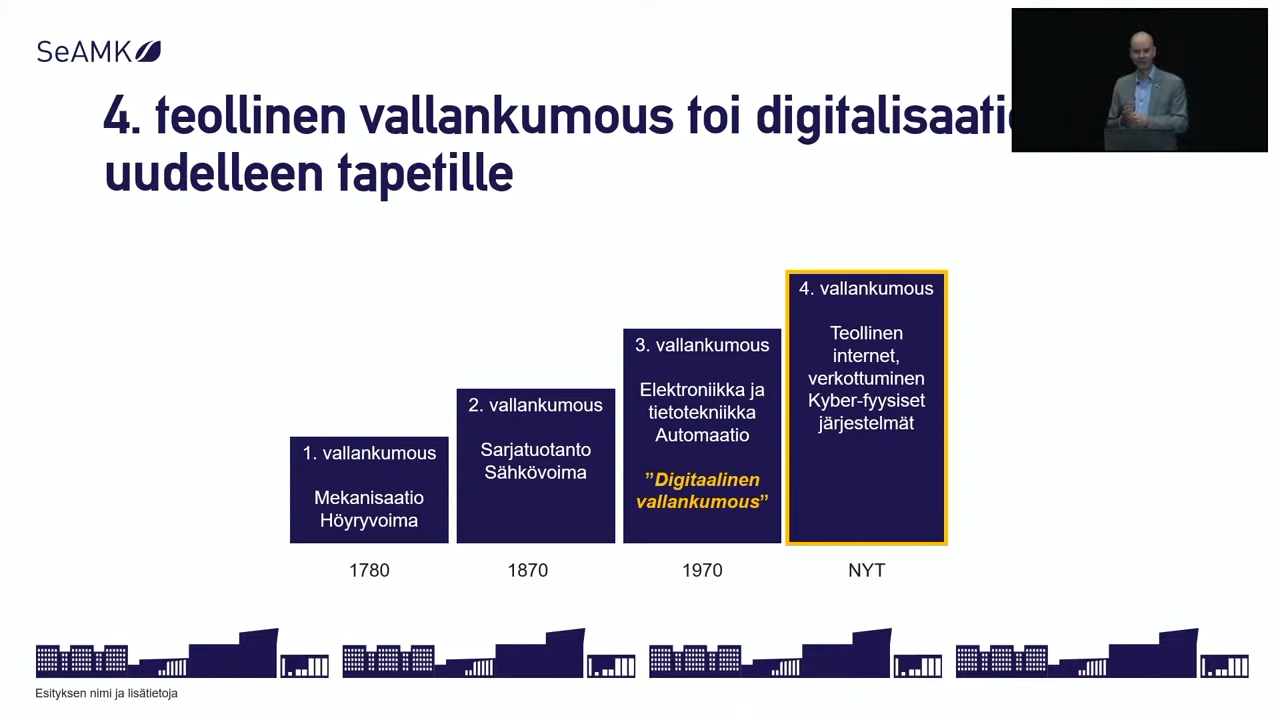 SeAMK
4. teollinen vallankumous toi
uudelleen tapetille
4. vallankumous
Teollinen
internet,
verkottuminen
Kyber-fyysiset
järjestelmät
3. vallankumous
Elektroniikka ja
tietotekniikka
Automaatio
”Digitaalinen
vallankumous”
2. vallankumous
Sarjatuotanto
Sähkövoima
1. vallankumous
Mekanisaatio
Höyryvoima
1780
1870
1970
NYT
Esityksen nimi ja lisätietoja